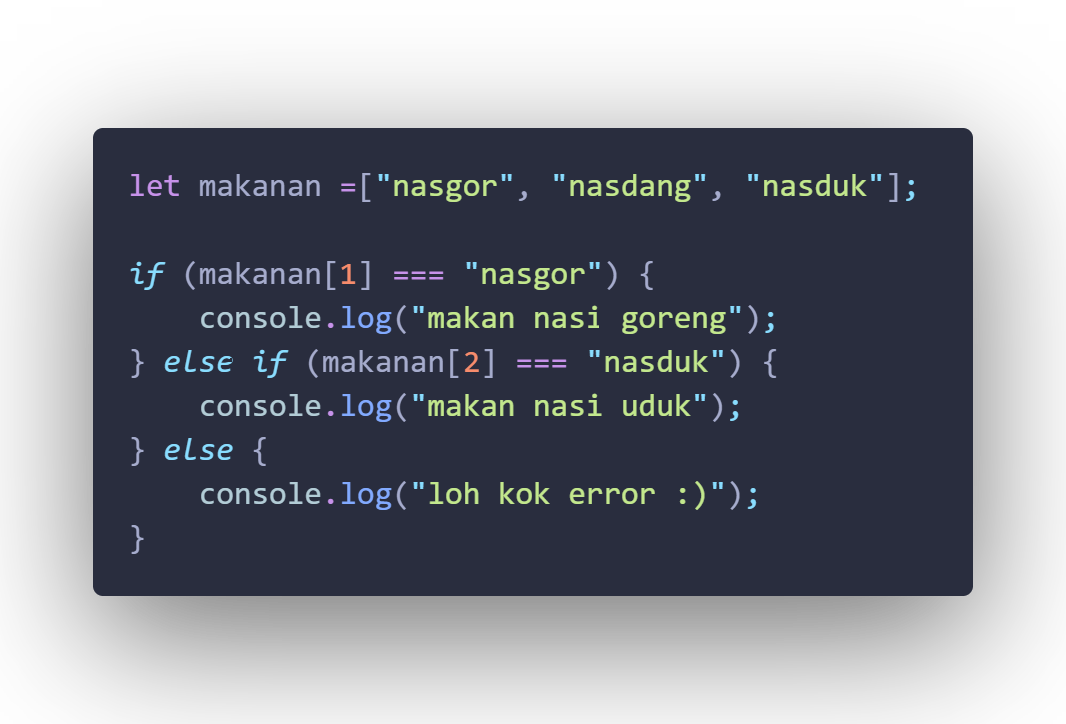 let makanan =["nasgor", "nasdang", "nasduk"];
if (makanan[1] === "nasgor") {
    console.log("makan nasi goreng");
} else if (makanan[2] === "nasduk") {
    console.log("makan nasi uduk");
} else {
    console.log("loh kok error :)");
}